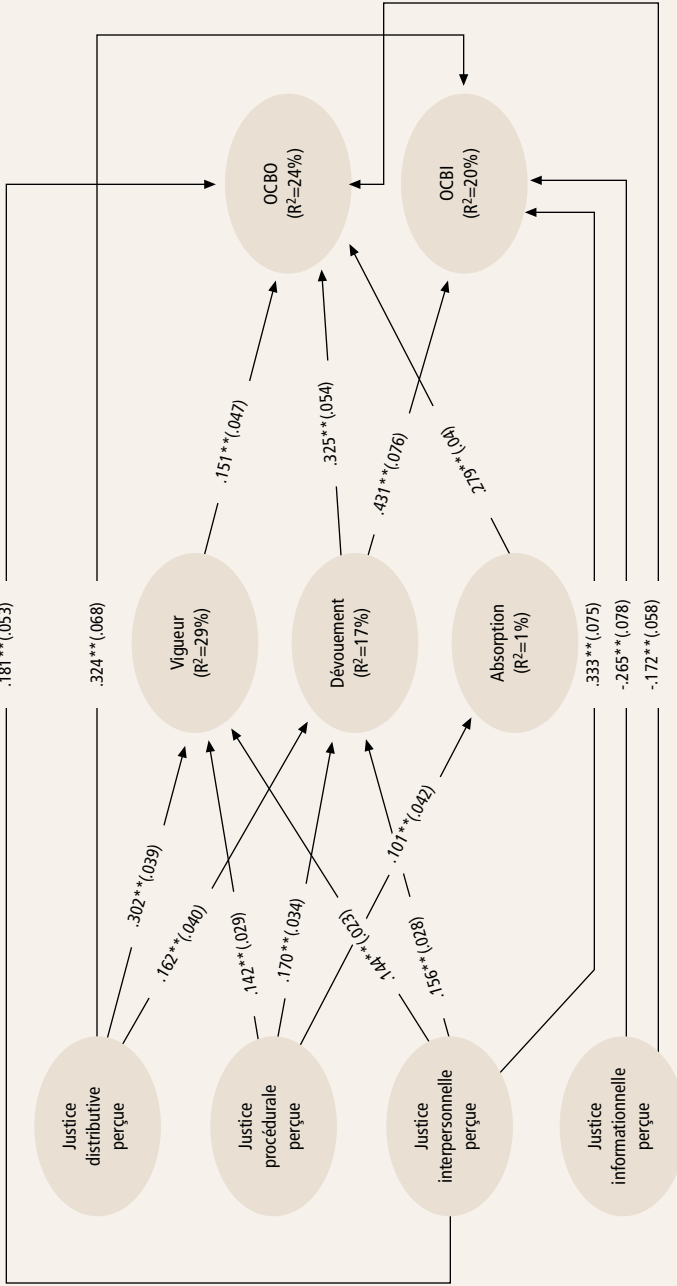 .181**(.053)
.324**(.068)
Justice
distributive
perçue
Justice
procédurale
perçue
Justice
interpersonnelle
perçue
Justice
informationnelle
perçue
.302**(.039)
.162**(.040)
.142**(.029)
.170**(.034)
.144**(.023)
.101**(.042)
.156**(.028)
Vigueur
(R²=29%)
Dévouement
(R²=17%)
Absorption
(R²=1%)
.151**(.047)
.325**(.054)
.431**(.076)
.279**(.04)
OCBO
(R²=24%)
OCBI
(R²=20%)
.333**(.075)
-.265**(.078)
-.172**(.058)